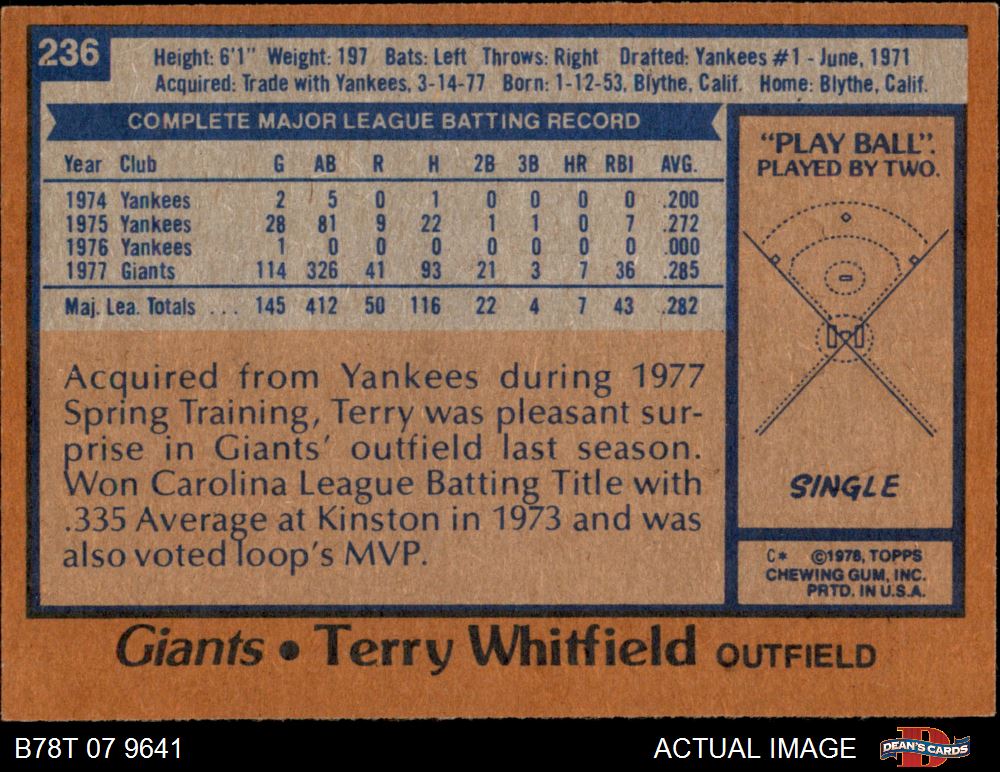 236
Height: 6'1" Weight: 197 Bats: Left Throws: Right Drafted: Yankees #1 - June, 1971
Acquired: Trade with Yankees, 3-14-77 Born: 1-12-53, Blythe, Calif. Home: Blythe, Calif.
COMPLETE MAJOR LEAGUE BATTING RECORD
Year Club G AB R H 2B 3B HR RBI AVG.
1974 Yankees 2 5 0 1 0 0 0 0 .200
1975 Yankees 28 81 9 22 1 1 0 7 .272
1976 Yankees 1 0 0 0 0 0 0 0 .000
1977 Giants 114 326 41 93 21 3 7 36 .285
Maj. Lea. Totals ... 145 412 50 116 22 4 7 43 .282
Acquired from Yankees during 1977
Spring Training, Terry was pleasant sur-
prise in Giants' outfield last season.
Won Carolina League Batting Title with
.335 Average at Kinston in 1973 and was
also voted loop's MVP.
"PLAY BALL".
PLAYED BY TWO.
SINGLE
C* ©1978, TOPPS
CHEWING GUM, INC.
PRTD. IN U.S.A.
Giants • Terry Whitfield OUTFIELD
B78T 07 9641
ACTUAL IMAGE
D
DEAN'S CARDS